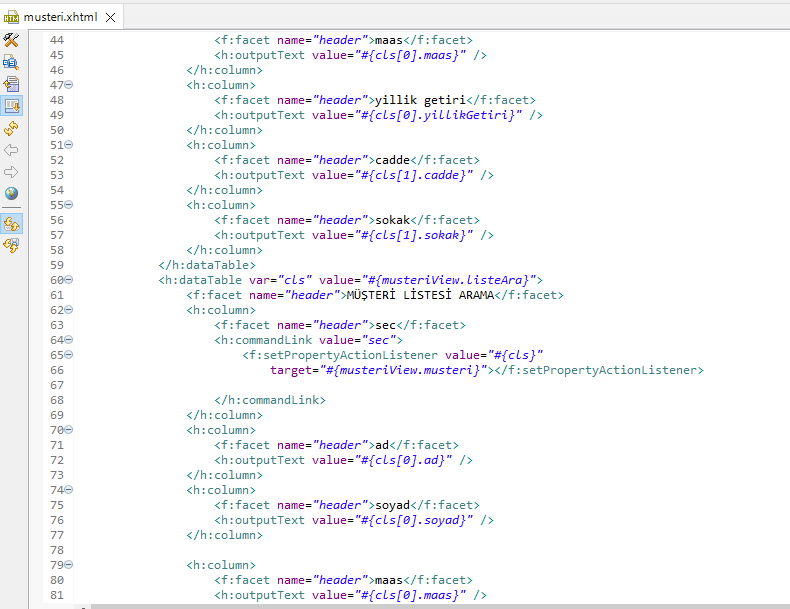 musteri.xhtml
44 <f:facet name="header">maas</f:facet>
45 <h:outputText value="#{cls[0].maas}" />
46 </h:column>
47 <h:column>
48 <f:facet name="header">yillik getiri</f:facet>
49 <h:outputText value="#{cls[0].yillikGetiri}" />
50 </h:column>
51 <h:column>
52 <f:facet name="header">cadde</f:facet>
53 <h:outputText value="#{cls[1].cadde}" />
54 </h:column>
55 <h:column>
56 <f:facet name="header">sokak</f:facet>
57 <h:outputText value="#{cls[1].sokak}" />
58 </h:column>
59 </h:dataTable>
60 <h:dataTable var="cls" value="#{musteriView.listeAra}">
61 <f:facet name="header">MÜŞTERİ LİSTESİ ARAMA</f:facet>
62 <h:column>
63 <f:facet name="header">sec</f:facet>
64 <h:commandLink value="sec">
65 <f:setPropertyActionListener value="#{cls}"
66 target="#{musteriView.musteri}"></f:setPropertyActionListener>
67
68 </h:commandLink>
69 </h:column>
70 <h:column>
71 <f:facet name="header">ad</f:facet>
72 <h:outputText value="#{cls[0].ad}" />
73 </h:column>
74 <h:column>
75 <f:facet name="header">soyad</f:facet>
76 <h:outputText value="#{cls[0].soyad}" />
77 </h:column>
78
79 <h:column>
80 <f:facet name="header">maas</f:facet>
81 <h:outputText value="#{cls[0].maas}" />